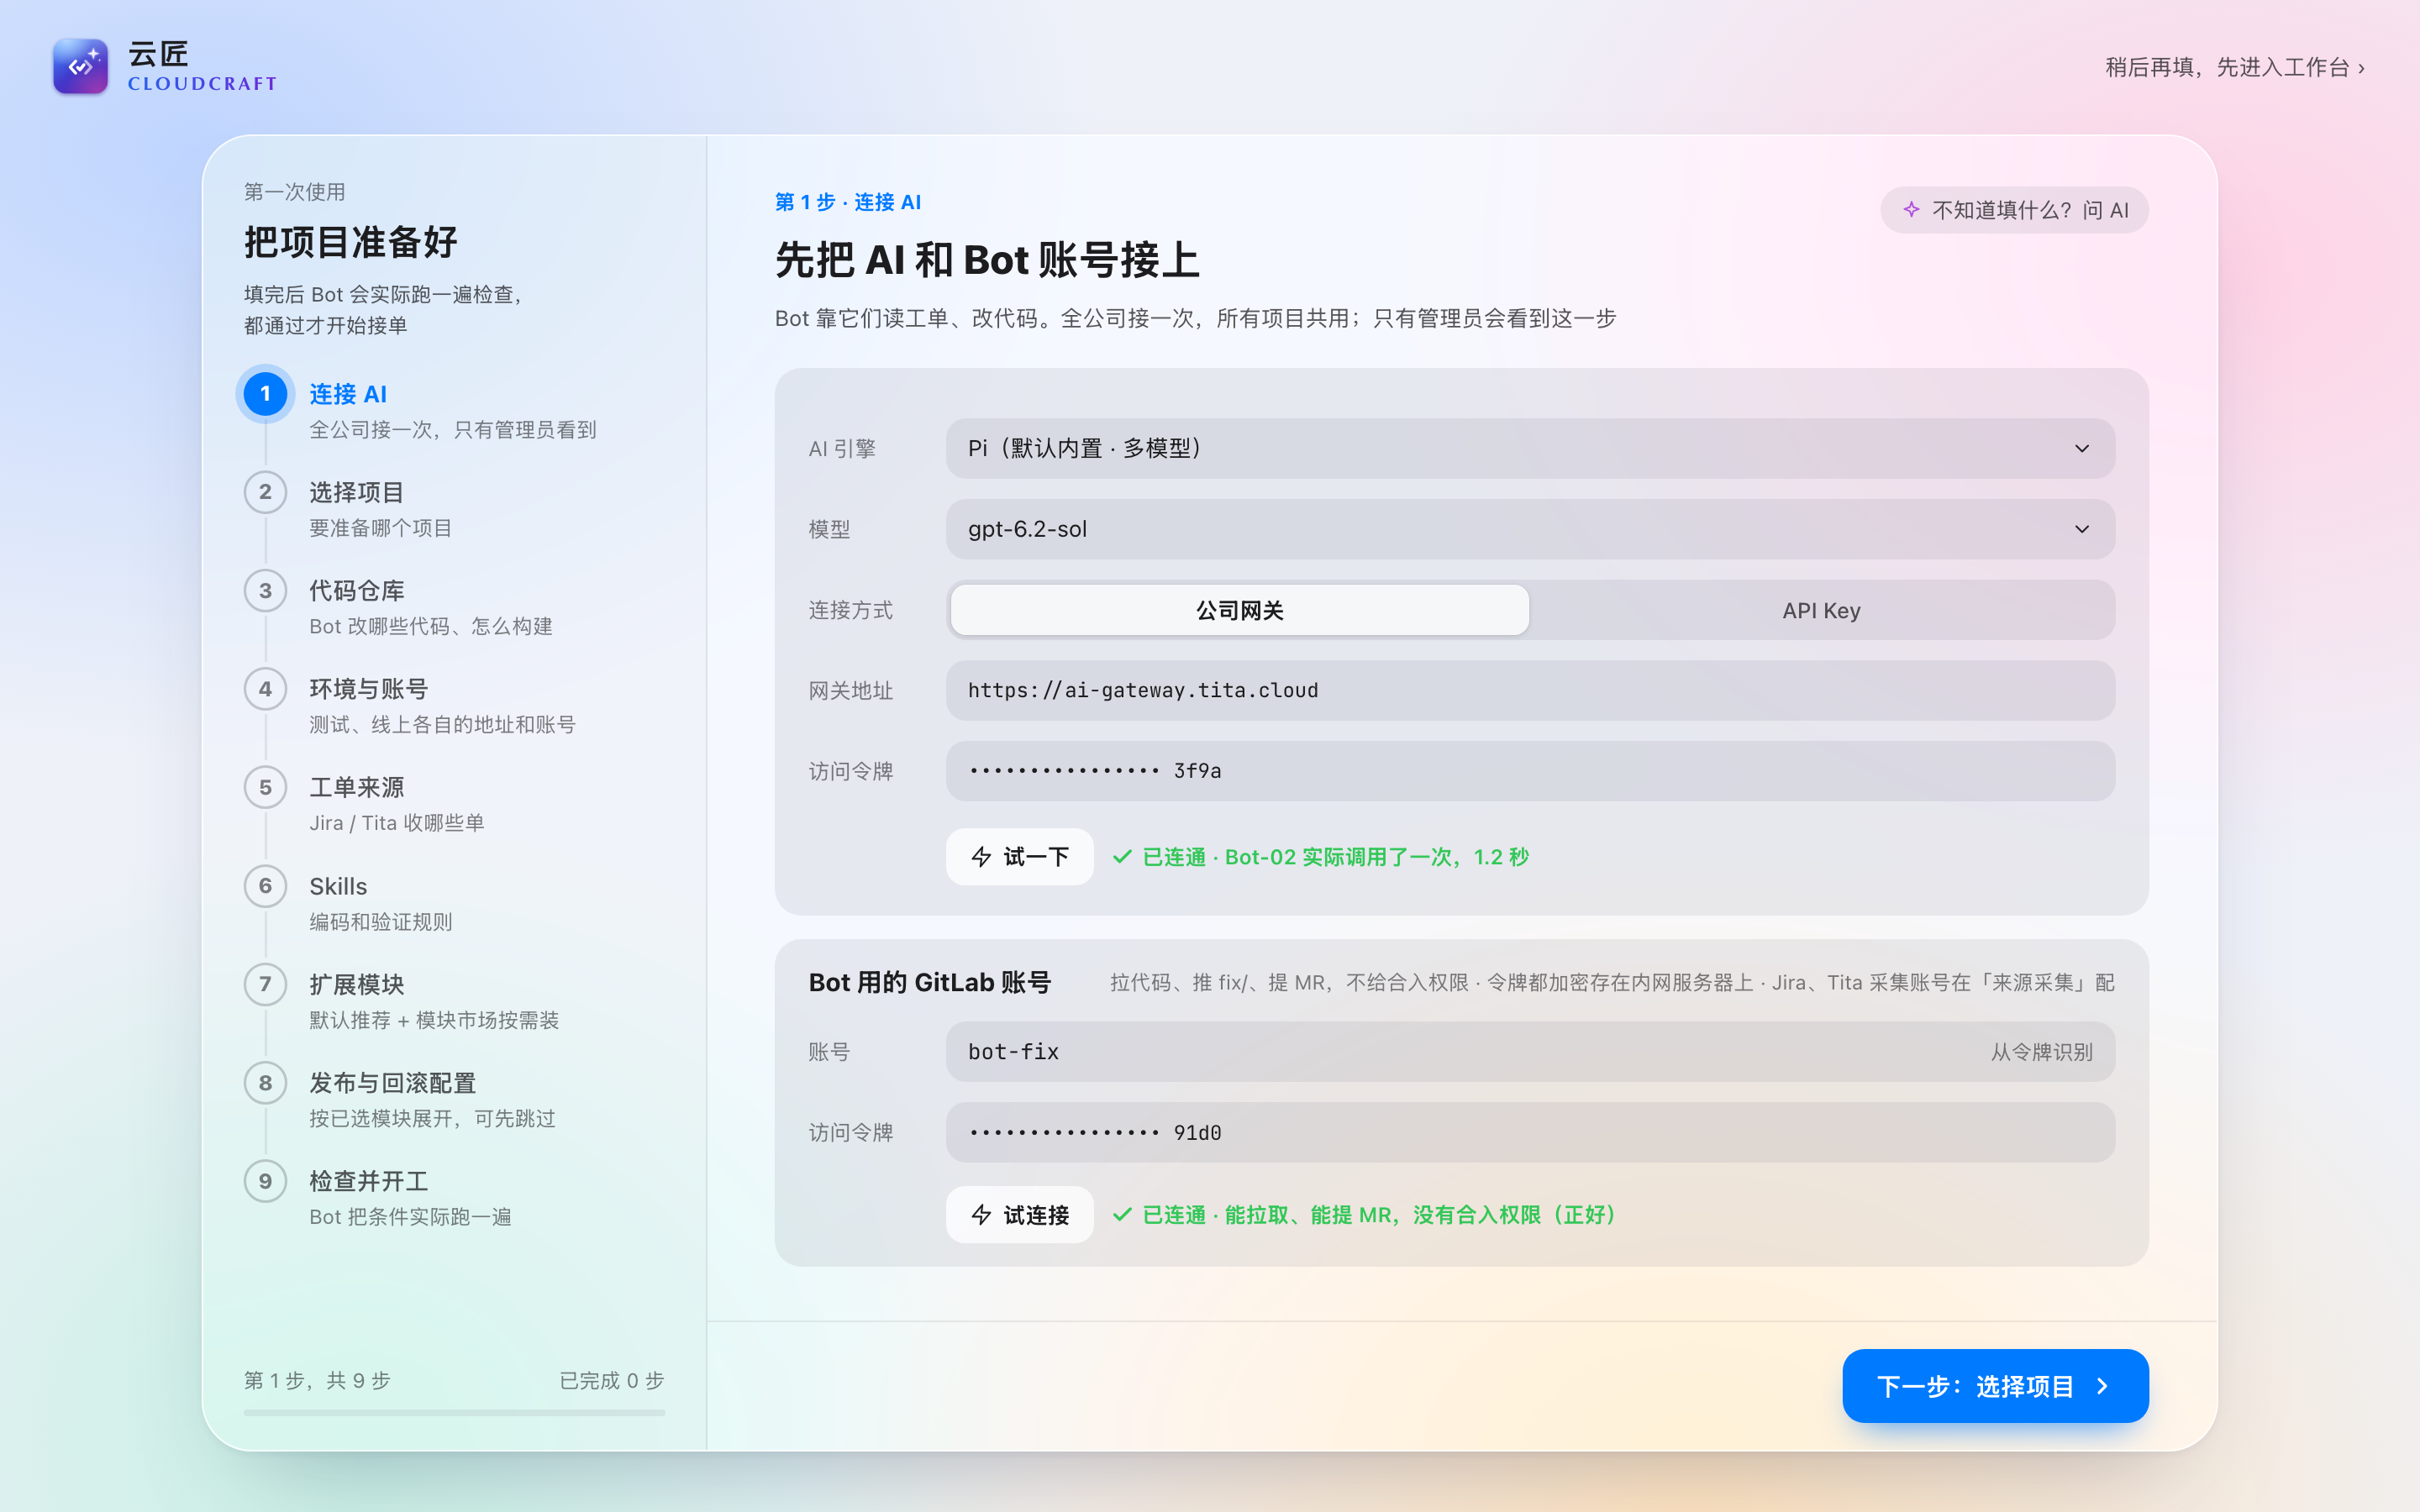 云匠
CLOUDCRAFT
稍后再填，先进入工作台 ›
第一次使用
把项目准备好
填完后 Bot 会实际跑一遍检查，
都通过才开始接单
1 连接 AI
全公司接一次，只有管理员看到
2 选择项目
要准备哪个项目
3 代码仓库
Bot 改哪些代码、怎么构建
4 环境与账号
测试、线上各自的地址和账号
5 工单来源
Jira / Tita 收哪些单
6 Skills
编码和验证规则
7 扩展模块
默认推荐 + 模块市场按需装
8 发布与回滚配置
按已选模块展开，可先跳过
9 检查并开工
Bot 把条件实际跑一遍
第 1 步，共 9 步 已完成 0 步
第 1 步 · 连接 AI
不知道填什么？问 AI
先把 AI 和 Bot 账号接上
Bot 靠它们读工单、改代码。全公司接一次，所有项目共用；只有管理员会看到这一步
AI 引擎 Pi（默认内置 · 多模型）
模型 gpt-6.2-sol
连接方式 公司网关 API Key
网关地址 https://ai-gateway.tita.cloud
访问令牌 •••••••••••••••• 3f9a
试一下 已连通 · Bot-02 实际调用了一次，1.2 秒
Bot 用的 GitLab 账号 拉代码、推 fix/、提 MR，不给合入权限 · 令牌都加密存在内网服务器上 · Jira、Tita 采集账号在「来源采集」配
账号 bot-fix 从令牌识别
访问令牌 •••••••••••••••• 91d0
试连接 已连通 · 能拉取、能提 MR，没有合入权限（正好）
下一步：选择项目